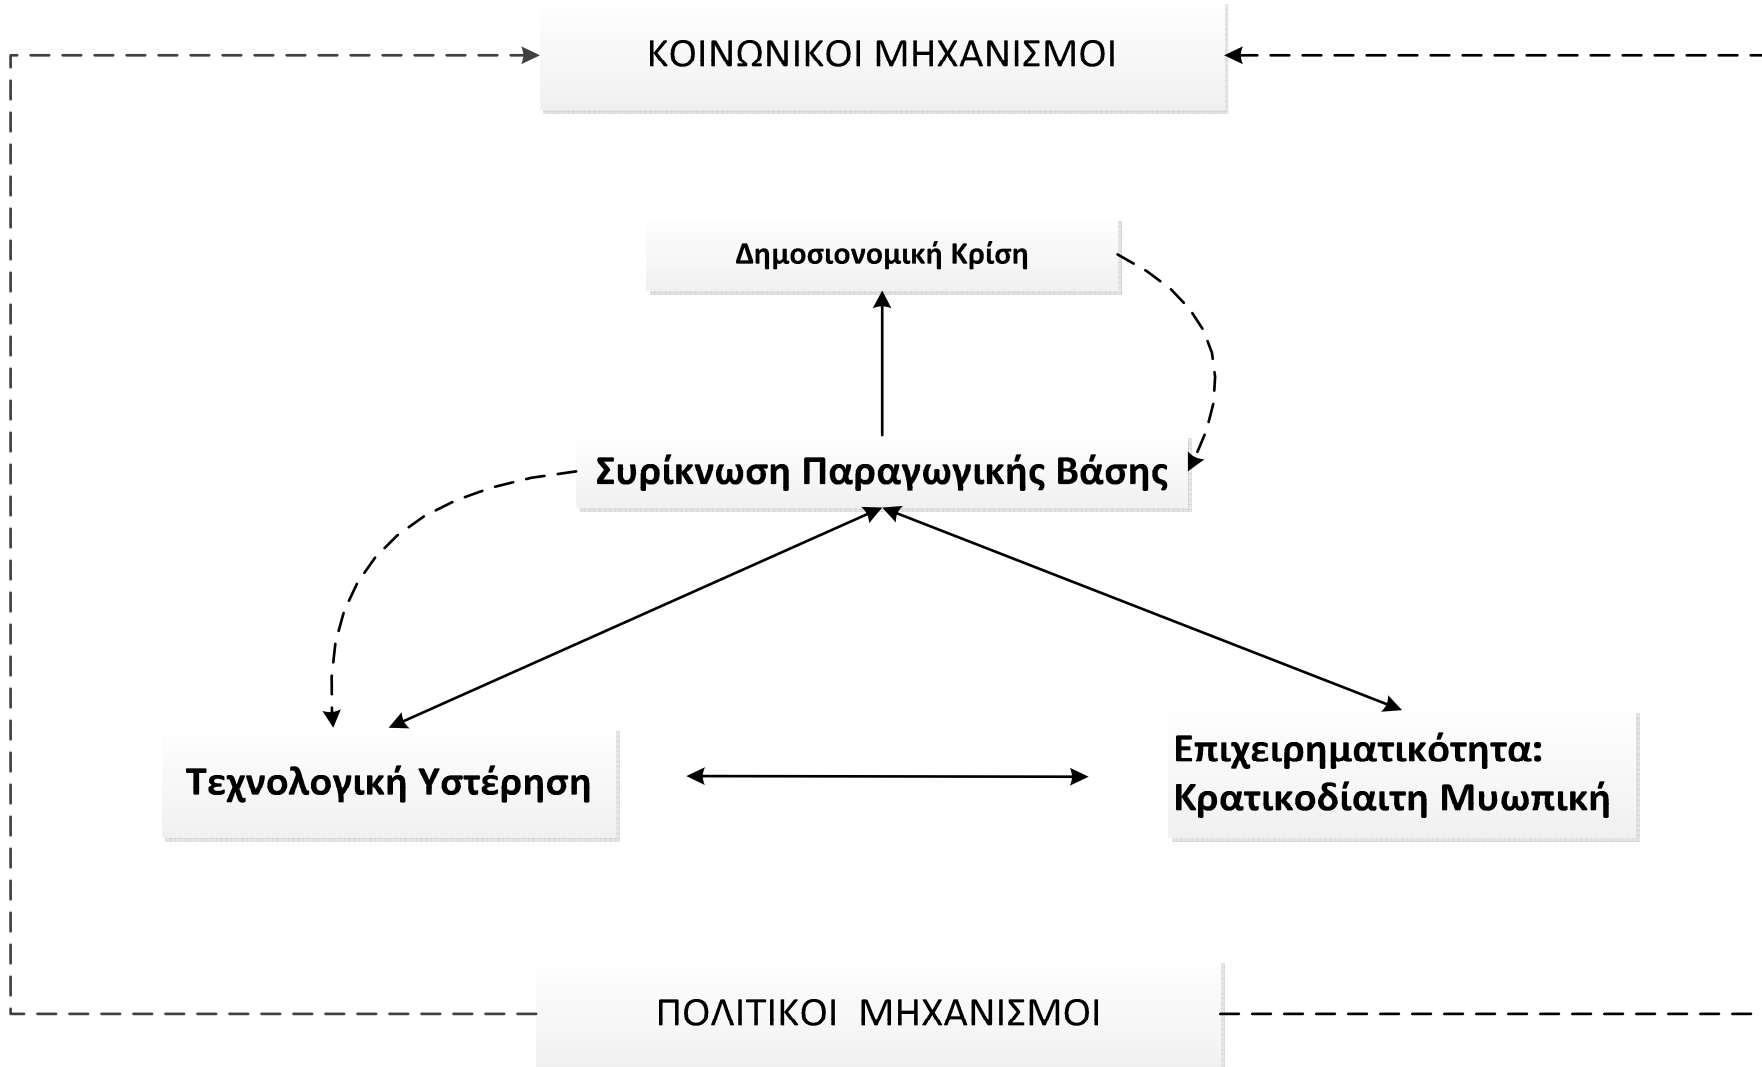 ΚΟΙΝΩΝΙΚΟΙ ΜΗΧΑΝΙΣΜΟΙ
Δημοσιονομική Κρίση
Συρίκνωση Παραγωγικής Βάσης
Τεχνολογική Υστέρηση
Επιχειρηματικότητα:
Κρατικοδίαιτη Μυωπική
ΠΟΛΙΤΙΚΟΙ ΜΗΧΑΝΙΣΜΟΙ